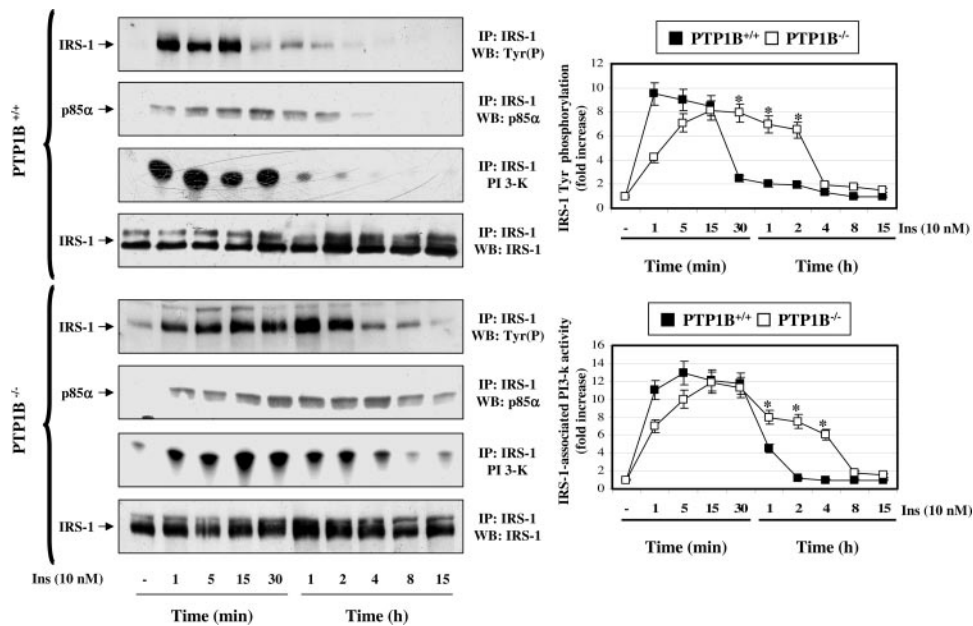 PTP1B +/+
IRS-1
IP: IRS-1
WB: Tyr(P)
p85α
IP: IRS-1
WB: p85α
IP: IRS-1
PI 3-K
IRS-1
IP: IRS-1
WB: IRS-1
PTP1B -/-
IRS-1
IP: IRS-1
WB: Tyr(P)
p85α
IP: IRS-1
WB: p85α
IP: IRS-1
PI 3-K
IRS-1
IP: IRS-1
WB: IRS-1
Ins (10 nM) - 1 5 15 30 1 2 4 8 15
Time (min) Time (h)
PTP1B+/+ PTP1B-/-
IRS-1 Tyr phosphorylation
(fold increase)
12
10
8
6
4
2
0
* * *
- 1 5 15 30 1 2 4 8 15 Ins (10 nM)
Time (min) Time (h)
PTP1B+/+ PTP1B-/-
IRS-1-associated PI3-k activity
(fold increase)
16
14
12
10
8
6
4
2
0
* * *
- 1 5 15 30 1 2 4 8 15 Ins (10 nM)
Time (min) Time (h)